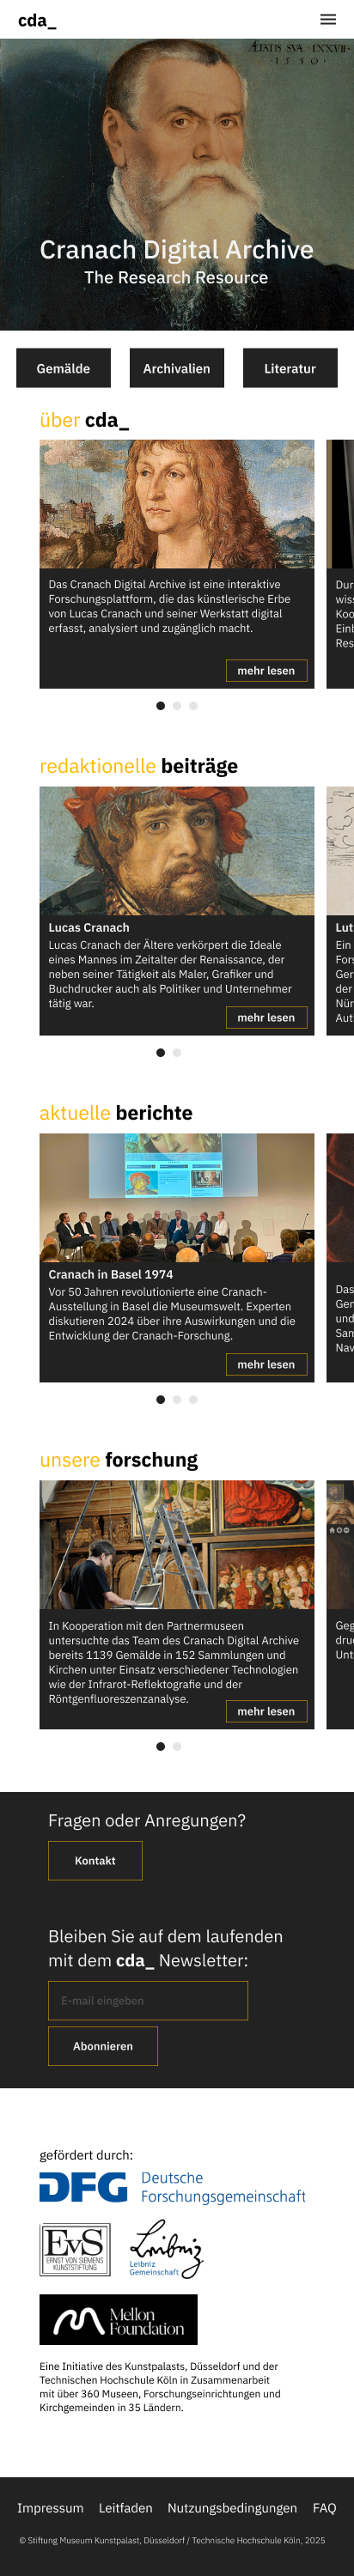 cda_
ÆTATIS SVÆ LXXVII
1550
Cranach Digital Archive
The Research Resource
Gemälde
Archivalien
Literatur
über cda_
Das Cranach Digital Archive ist eine interaktive
Forschungsplattform, die das künstlerische Erbe
von Lucas Cranach und seiner Werkstatt digital
erfasst, analysiert und zugänglich macht.
mehr lesen
Dur
wiss
Koo
Einb
Res
redaktionelle beiträge
Lucas Cranach
Lucas Cranach der Ältere verkörpert die Ideale
eines Mannes im Zeitalter der Renaissance, der
neben seiner Tätigkeit als Maler, Grafiker und
Buchdrucker auch als Politiker und Unternehmer
tätig war.
mehr lesen
Lut
Ein
Fors
Ger
der
Nür
Aut
aktuelle berichte
Cranach in Basel 1974
Vor 50 Jahren revolutionierte eine Cranach-
Ausstellung in Basel die Museumswelt. Experten
diskutieren 2024 über ihre Auswirkungen und die
Entwicklung der Cranach-Forschung.
mehr lesen
Das
Gem
und
Sam
Nav
unsere forschung
In Kooperation mit den Partnermuseen
untersuchte das Team des Cranach Digital Archive
bereits 1139 Gemälde in 152 Sammlungen und
Kirchen unter Einsatz verschiedener Technologien
wie der Infrarot-Reflektografie und der
Röntgenfluoreszenzanalyse.
mehr lesen
Geg
dru
Unt
Fragen oder Anregungen?
Kontakt
Bleiben Sie auf dem laufenden
mit dem cda_ Newsletter:
E-mail eingeben
Abonnieren
gefördert durch:
DFG Deutsche
Forschungsgemeinschaft
EvS
ERNST VON SIEMENS
KUNSTSTIFTUNG
Leibniz
Leibniz
Gemeinschaft
Mellon
Foundation
Eine Initiative des Kunstpalasts, Düsseldorf und der
Technischen Hochschule Köln in Zusammenarbeit
mit über 360 Museen, Forschungseinrichtungen und
Kirchgemeinden in 35 Ländern.
Impressum
Leitfaden
Nutzungsbedingungen
FAQ
© Stiftung Museum Kunstpalast, Düsseldorf / Technische Hochschule Köln, 2025